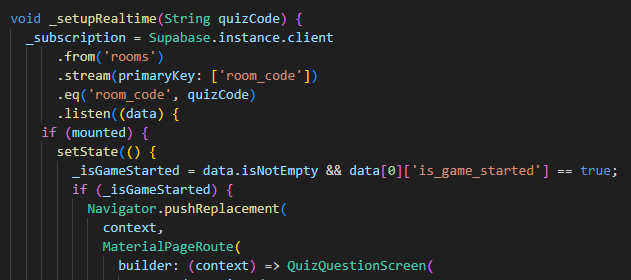 void _setupRealtime(String quizCode) {
_subscription = Supabase.instance.client
.from('rooms')
.stream(primaryKey: ['room_code'])
.eq('room_code', quizCode)
.listen((data) {
if (mounted) {
setState(() {
_isGameStarted = data.isNotEmpty && data[0]['is_game_started'] == true;
if (_isGameStarted) {
Navigator.pushReplacement(
context,
MaterialPageRoute(
builder: (context) => QuizQuestionScreen(